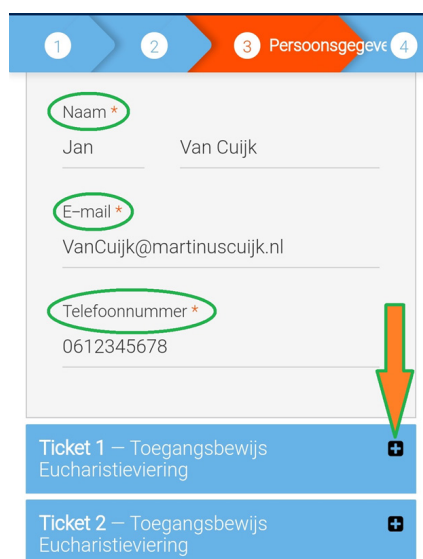 1 2 3 Persoonsgegeve 4
Naam *
Jan Van Cuijk
E-mail *
VanCuijk@martinuscuijk.nl
Telefoonnummer *
0612345678
Ticket 1 – Toegangsbewijs
Eucharistieviering
Ticket 2 – Toegangsbewijs
Eucharistieviering